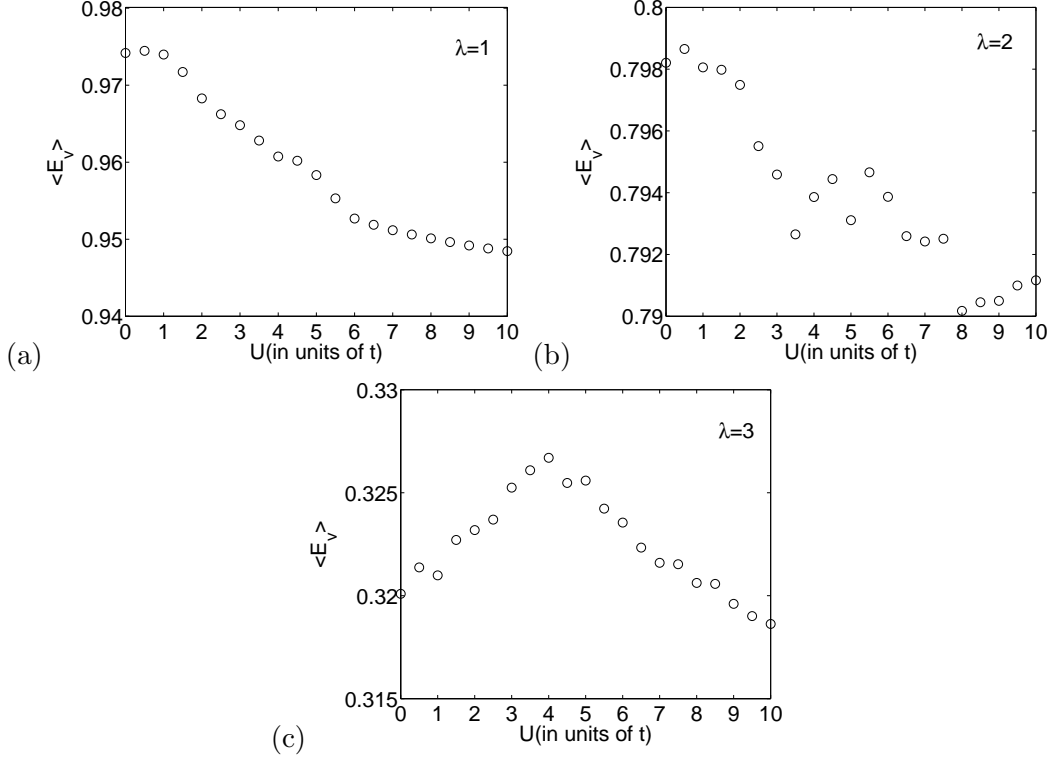 0.98
0.97
0.96
0.95
0.94
<E_v>
λ=1
0 1 2 3 4 5 6 7 8 9 10
U(in units of t)
(a)
0.8
0.798
0.796
0.794
0.792
0.79
<E_v>
λ=2
0 1 2 3 4 5 6 7 8 9 10
U(in units of t)
(b)
0.33
0.325
0.32
0.315
<E_v>
λ=3
0 1 2 3 4 5 6 7 8 9 10
U(in units of t)
(c)